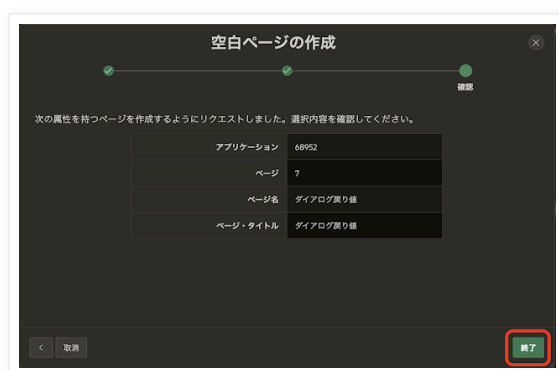 空白ページの作成
確認
次の属性を持つページを作成するようにリクエストしました。選択内容を確認してください。
アプリケーション 68952
ページ 7
ページ名 ダイアログ戻り値
ページ・タイトル ダイアログ戻り値
取消 終了